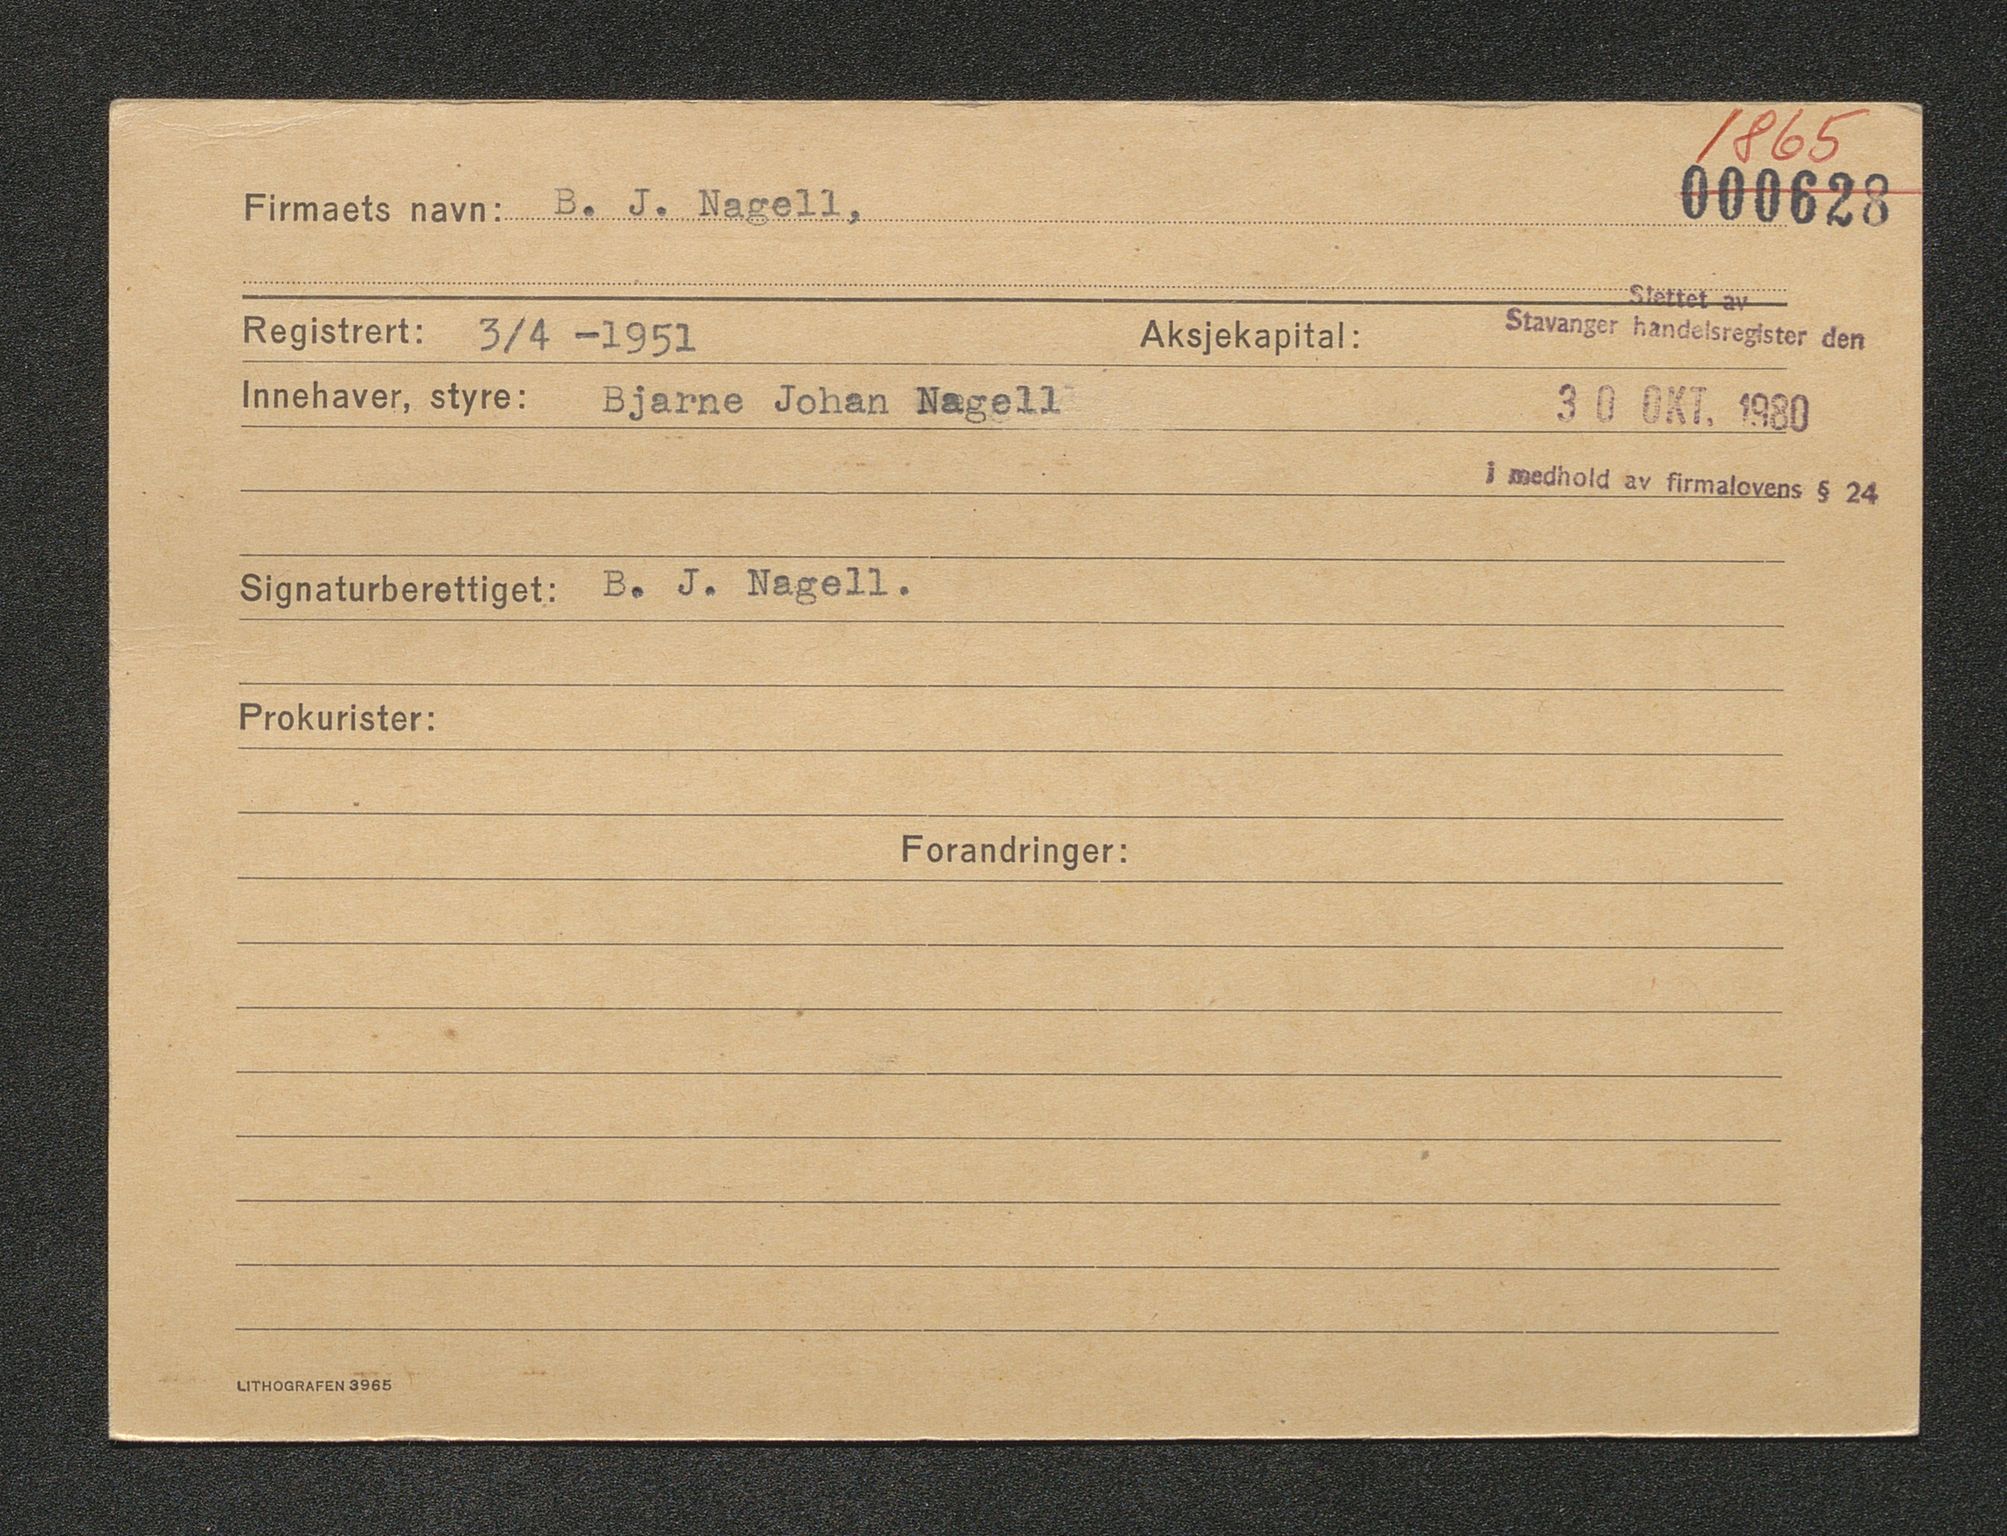 1865
000628
Firmaets navn: B. J. Nagell,
Slettet av
Stavanger handelsregister den
Registrert: 3/4 -1951 Aksjekapital:
Innehaver, styre: Bjarne Johan Nagell
30 OKT. 1980
i medhold av firmalovens § 24
Signaturberettiget: B. J. Nagell.
Prokurister:
Forandringer:
LITHOGRAFEN 3965